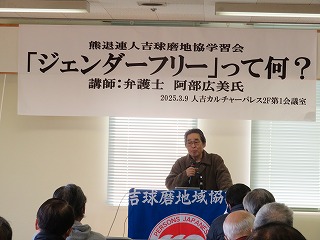 熊退連人吉球磨地協学習会
「ジェンダーフリー」って何？
講師：弁護士　阿部広美氏
2025.3.9 人吉カルチャーパレス2F第1会議室
吉球磨地域協
PERSONS JAPANES